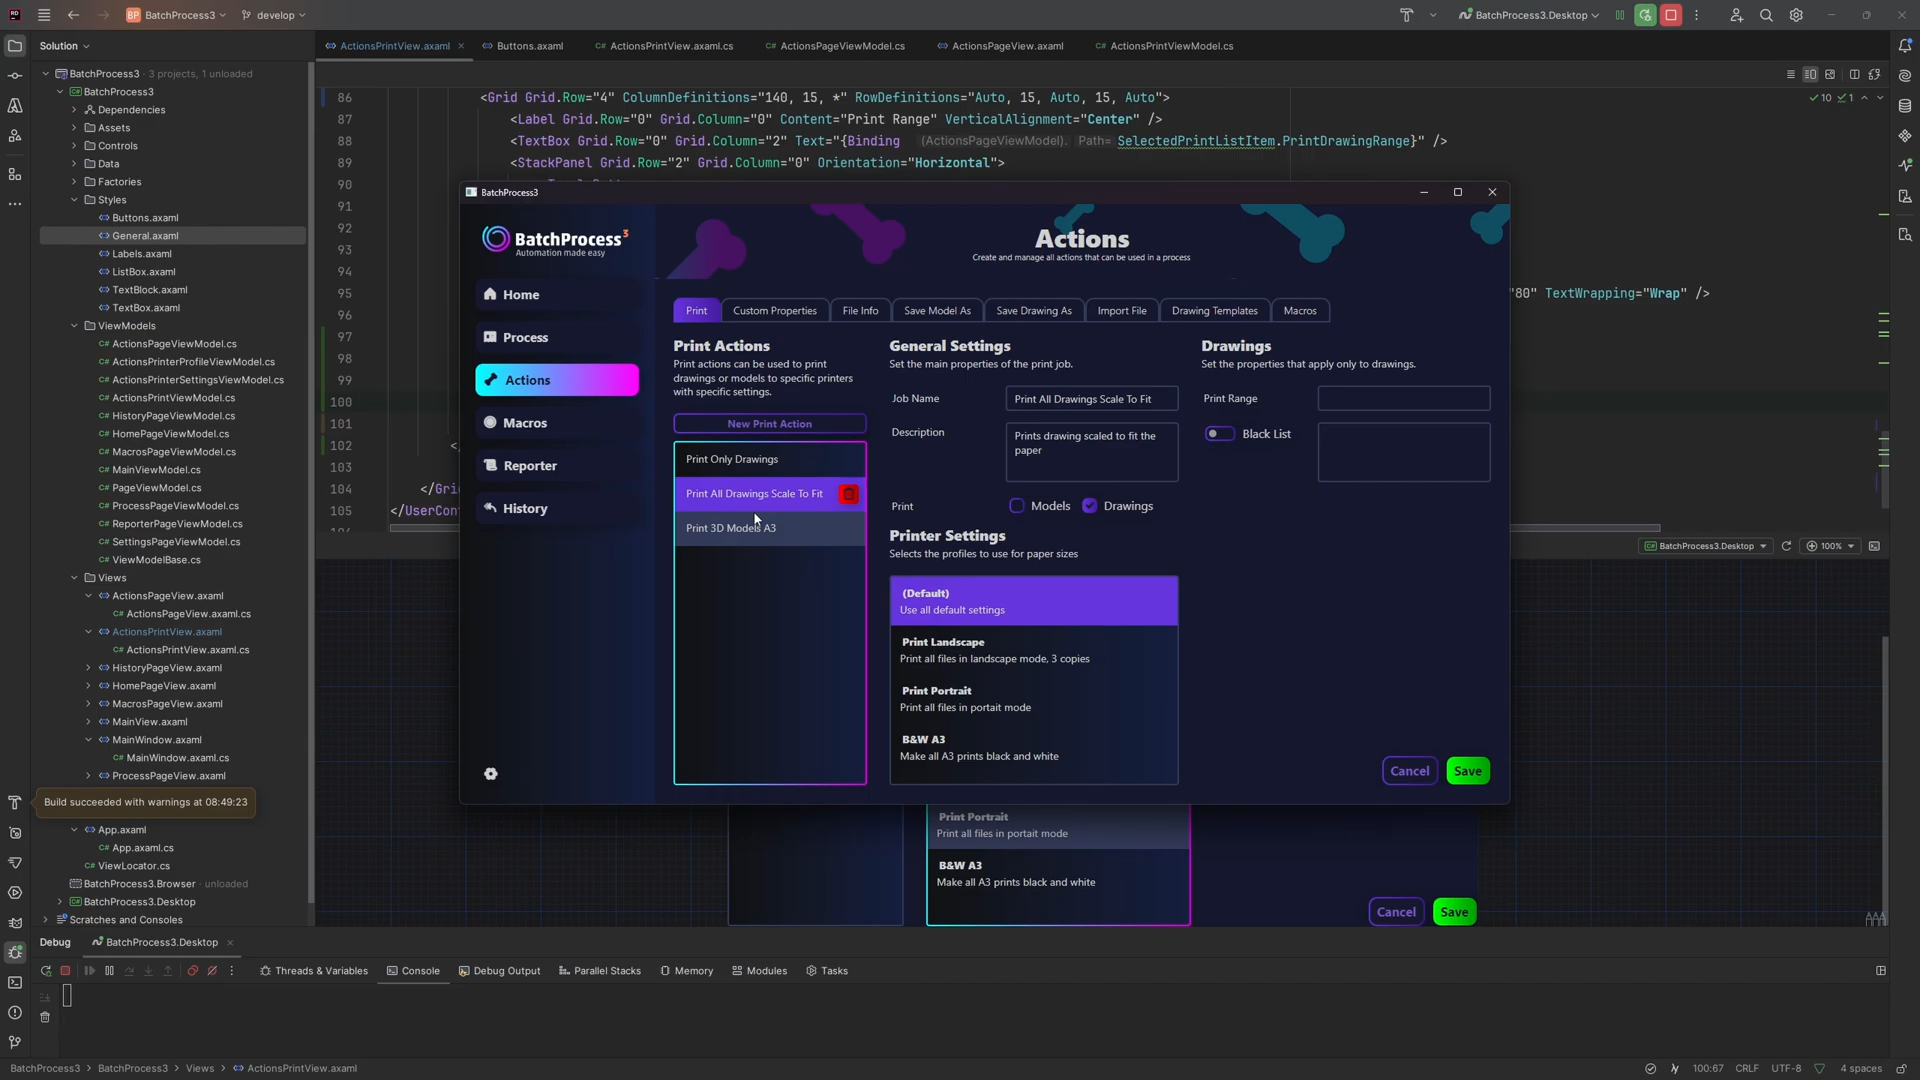 BP BatchProcess3
develop
BatchProcess3.Desktop
Solution
ActionsPrintView.axaml
Buttons.axaml
C# ActionsPrintView.axaml.cs
C# ActionsPageViewModel.cs
ActionsPageView.axaml
C# ActionsPrintViewModel.cs
BatchProcess3 · 3 projects, 1 unloaded
BatchProcess3
Dependencies
Assets
Controls
Data
Factories
Styles
Buttons.axaml
General.axaml
Labels.axaml
ListBox.axaml
TextBlock.axaml
TextBox.axaml
ViewModels
C# ActionsPageViewModel.cs
C# ActionsPrinterProfileViewModel.cs
C# ActionsPrinterSettingsViewModel.cs
C# ActionsPrintViewModel.cs
C# HistoryPageViewModel.cs
C# HomePageViewModel.cs
C# MacrosPageViewModel.cs
C# MainViewModel.cs
C# PageViewModel.cs
C# ProcessPageViewModel.cs
C# ReporterPageViewModel.cs
C# SettingsPageViewModel.cs
C# ViewModelBase.cs
Views
ActionsPageView.axaml
C# ActionsPageView.axaml.cs
ActionsPrintView.axaml
C# ActionsPrintView.axaml.cs
HistoryPageView.axaml
HomePageView.axaml
MacrosPageView.axaml
MainView.axaml
MainWindow.axaml
C# MainWindow.axaml.cs
ProcessPageView.axaml
Build succeeded with warnings at 08:49:23
App.axaml
C# App.axaml.cs
C# ViewLocator.cs
BatchProcess3.Browser · unloaded
BatchProcess3.Desktop
Scratches and Consoles
86 <Grid Grid.Row="4" ColumnDefinitions="140, 15, *" RowDefinitions="Auto, 15, Auto, 15, Auto">
87 <Label Grid.Row="0" Grid.Column="0" Content="Print Range" VerticalAlignment="Center" />
88 <TextBox Grid.Row="0" Grid.Column="2" Text="{Binding (ActionsPageViewModel). Path= SelectedPrintListItem.PrintDrawingRange}" />
89 <StackPanel Grid.Row="2" Grid.Column="0" Orientation="Horizontal">
90
91
92
93
94
95 "80" TextWrapping="Wrap" />
96
97
98
99
100
101
102 </
103
104 </Gri
105 </UserCont
10 1
BatchProcess3
BatchProcess3
Automation made easy
Home
Process
Actions
Macros
Reporter
History
Actions
Create and manage all actions that can be used in a process
Print
Custom Properties
File Info
Save Model As
Save Drawing As
Import File
Drawing Templates
Macros
Print Actions
Print actions can be used to print
drawings or models to specific printers
with specific settings.
New Print Action
Print Only Drawings
Print All Drawings Scale To Fit
Print 3D Models A3
General Settings
Set the main properties of the print job.
Job Name
Print All Drawings Scale To Fit
Description
Prints drawing scaled to fit the
paper
Print
Models
Drawings
Printer Settings
Selects the profiles to use for paper sizes
(Default)
Use all default settings
Print Landscape
Print all files in landscape mode, 3 copies
Print Portrait
Print all files in portait mode
B&W A3
Make all A3 prints black and white
Drawings
Set the properties that apply only to drawings.
Print Range
Black List
Cancel
Save
BatchProcess3.Desktop
100%
Print Portrait
Print all files in portait mode
B&W A3
Make all A3 prints black and white
Cancel
Save
Debug
BatchProcess3.Desktop
Threads & Variables
Console
Debug Output
Parallel Stacks
Memory
Modules
Tasks
BatchProcess3 > BatchProcess3 > Views > ActionsPrintView.axaml
100:67 CRLF UTF-8 4 spaces